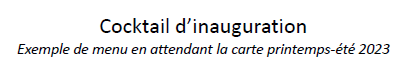 Cocktail d’inauguration
Exemple de menu en attendant la carte printemps-été 2023